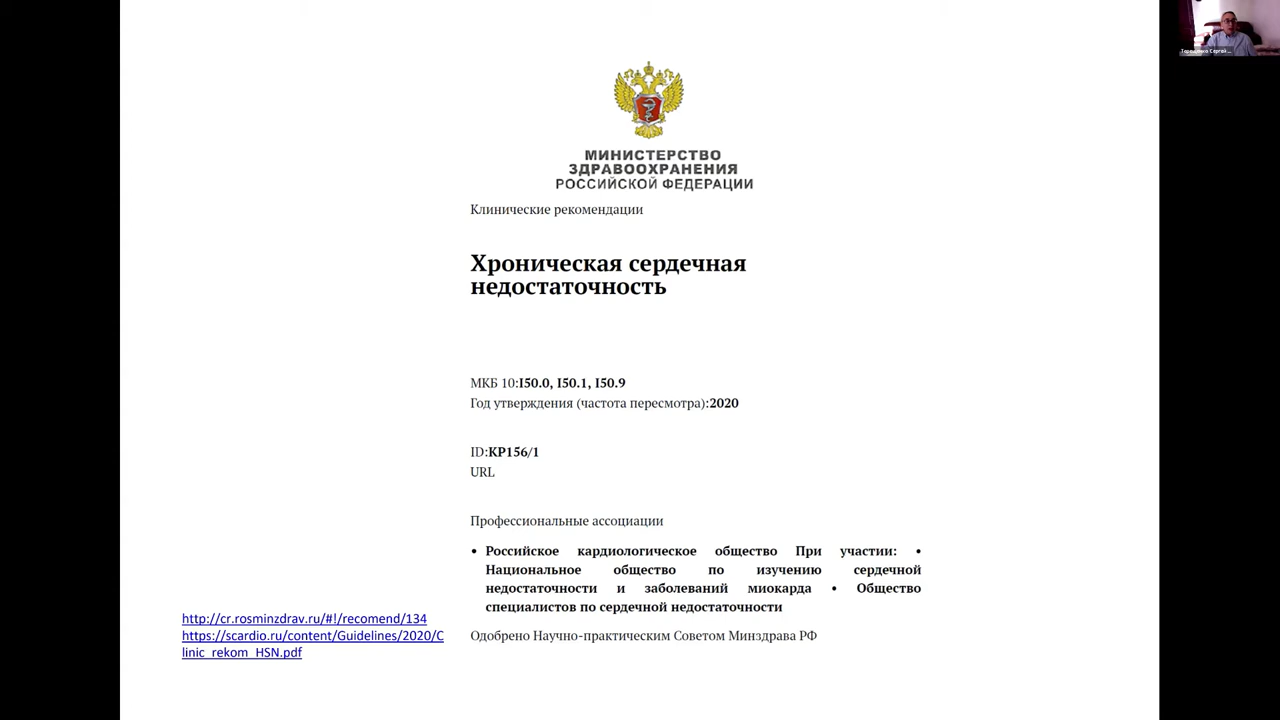 Терещенко Сергей...
МИНИСТЕРСТВО
ЗДРАВООХРАНЕНИЯ
РОССИЙСКОЙ ФЕДЕРАЦИИ
Клинические рекомендации
Хроническая сердечная
недостаточность
МКБ 10:I50.0, I50.1, I50.9
Год утверждения (частота пересмотра):2020
ID:КР156/1
URL
Профессиональные ассоциации
• Российское кардиологическое общество При участии: •
Национальное общество по изучению сердечной
недостаточности и заболеваний миокарда • Общество
специалистов по сердечной недостаточности
Одобрено Научно-практическим Советом Минздрава РФ
http://cr.rosminzdrav.ru/#!/recomend/134
https://scardio.ru/content/Guidelines/2020/C
linic_rekom_HSN.pdf